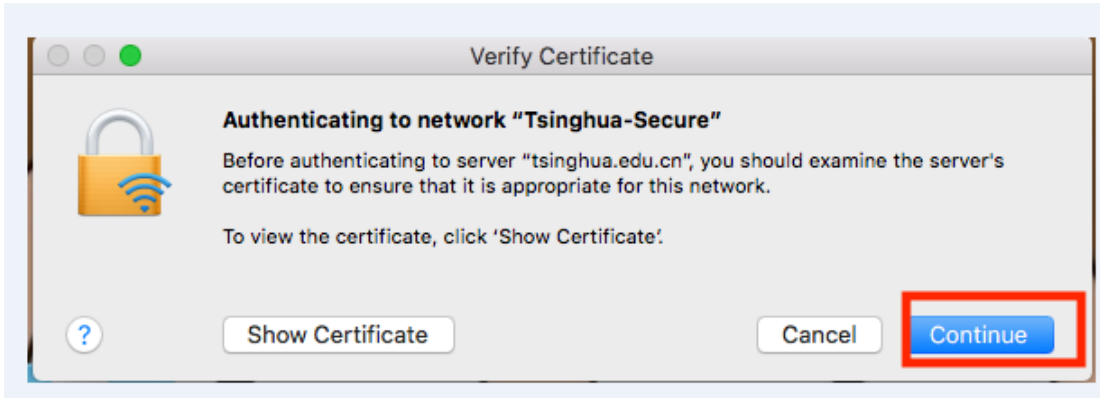 Verify Certificate
Authenticating to network “Tsinghua-Secure”
Before authenticating to server “tsinghua.edu.cn”, you should examine the server's
certificate to ensure that it is appropriate for this network.
To view the certificate, click ‘Show Certificate’.
?
Show Certificate
Cancel
Continue